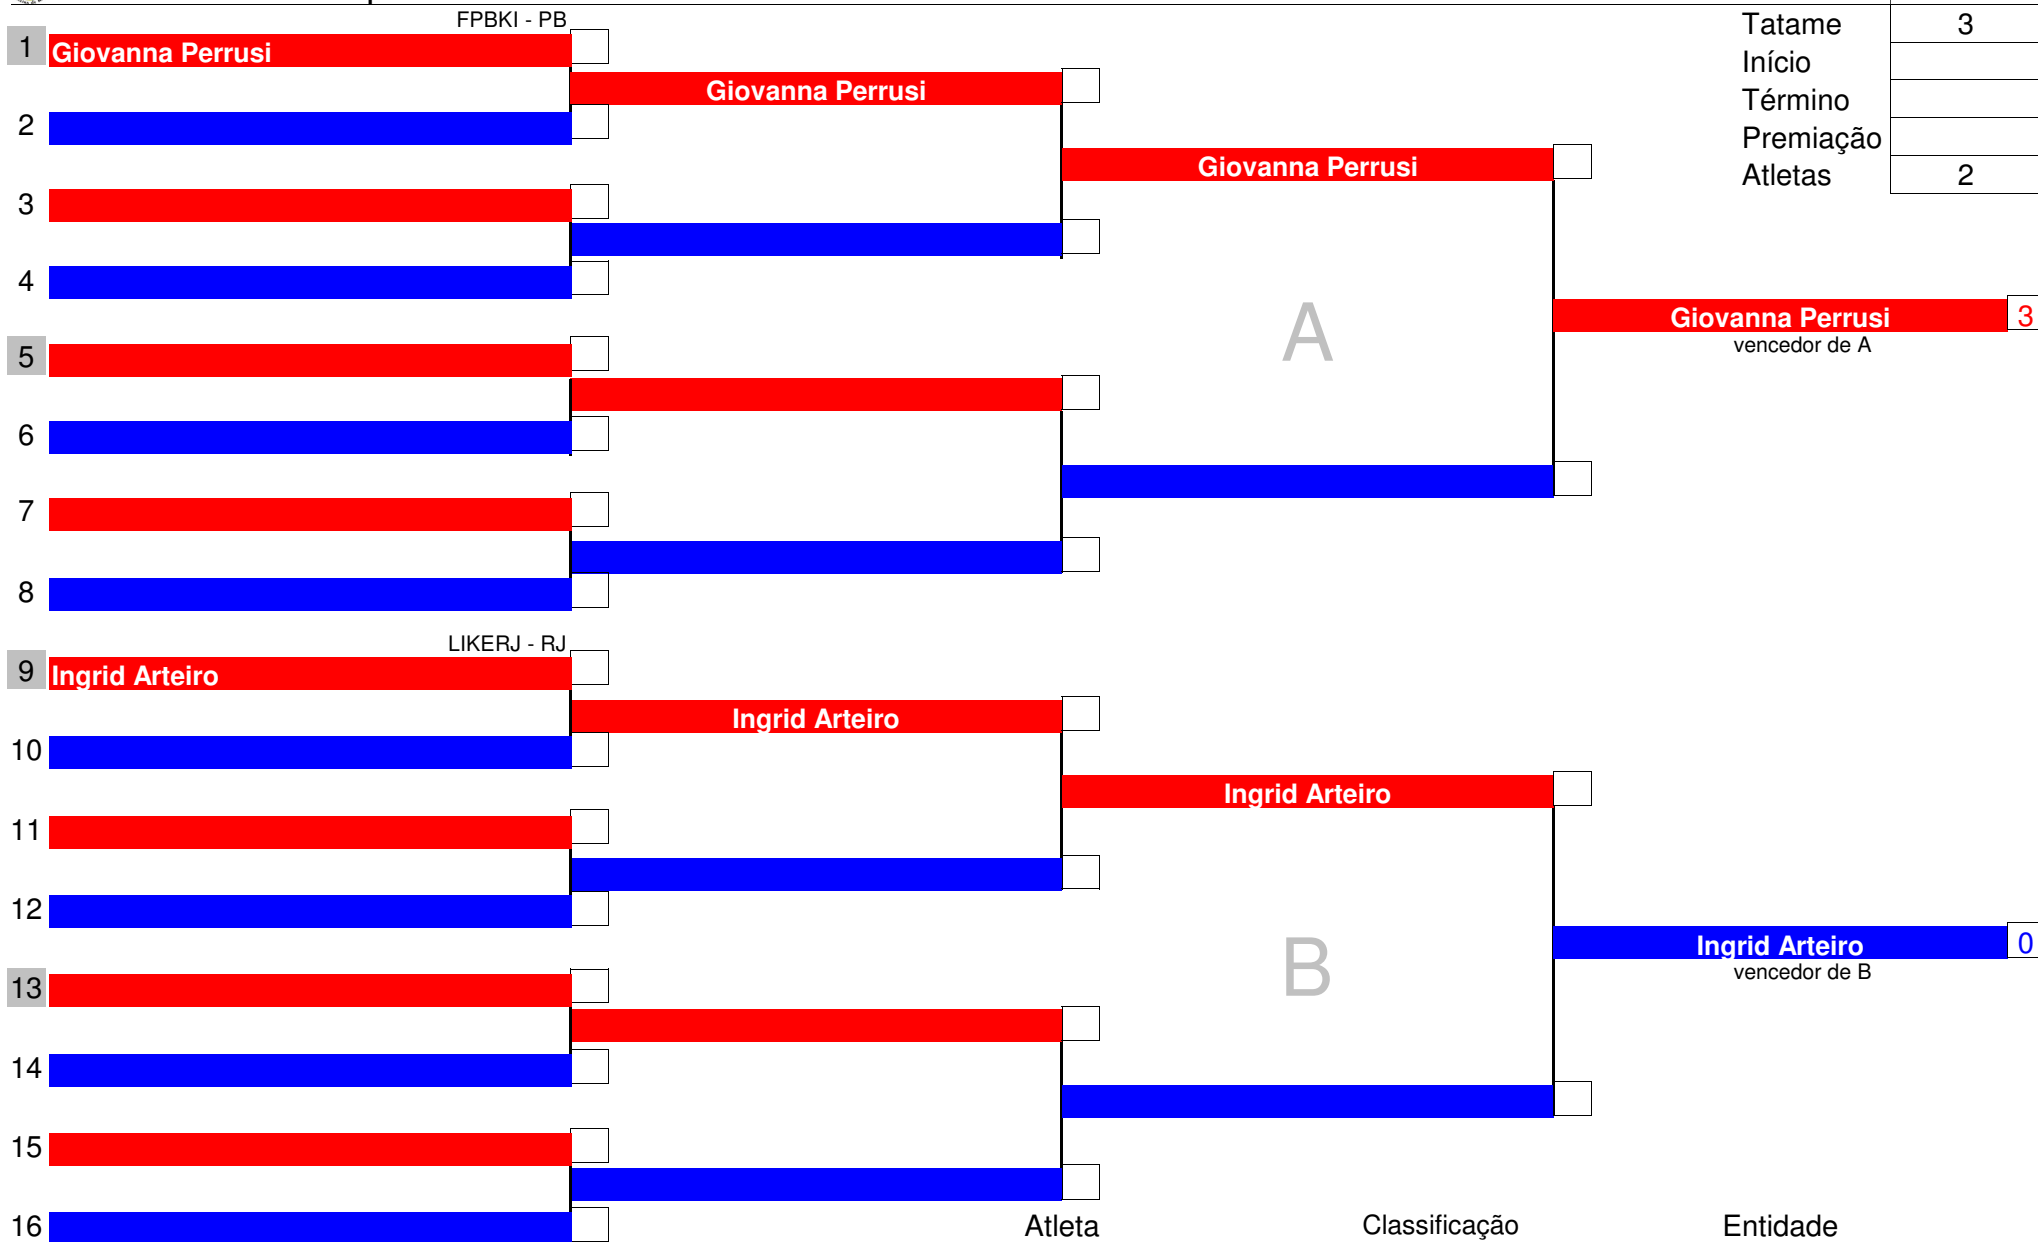 FPBKI - PB
Tatame 3
1 Giovanna Perrusi
Início
Giovanna Perrusi
Término
2
Premiação
Giovanna Perrusi
Atletas 2
3
4
A
Giovanna Perrusi 3
vencedor de A
5
6
7
8
LIKERJ - RJ
9 Ingrid Arteiro
Ingrid Arteiro
10
Ingrid Arteiro
11
12
B
Ingrid Arteiro 0
vencedor de B
13
14
15
16
Atleta Classificação Entidade